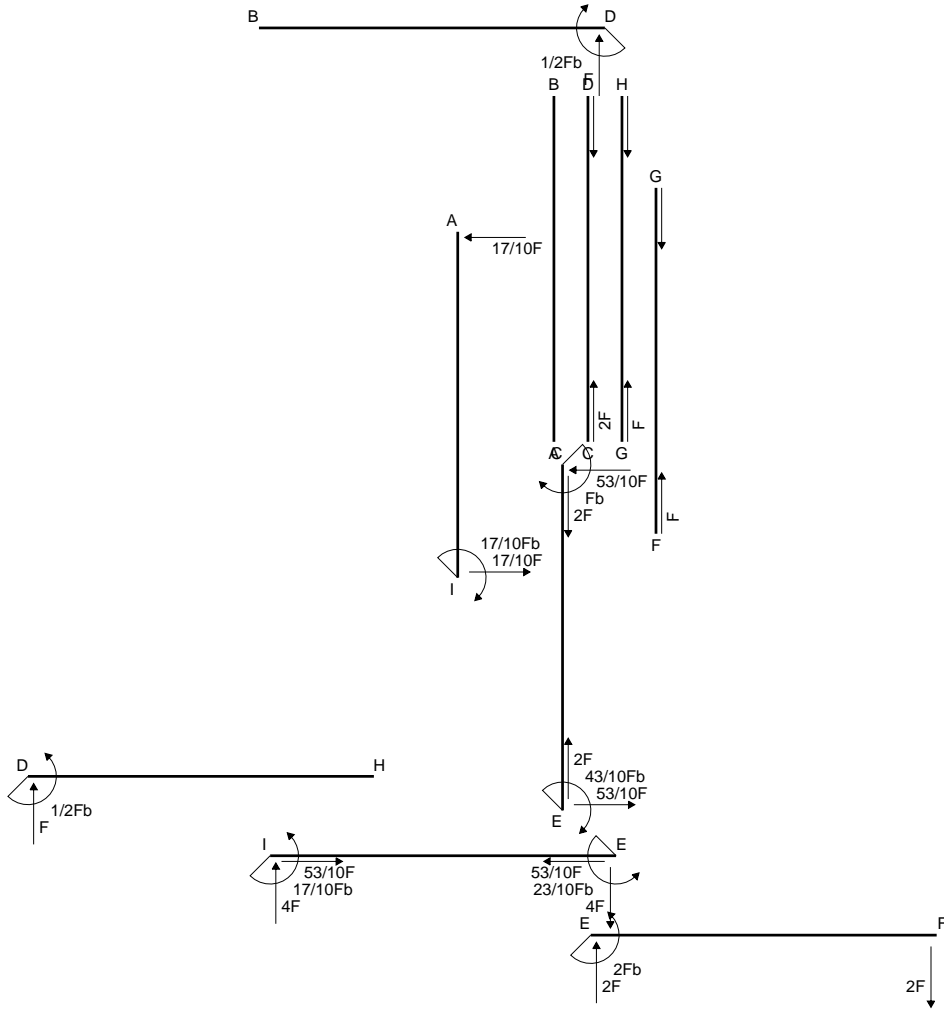 B D
1/2Fb
F
B D H
G
A
17/10F
2F F
A C C G
53/10F
Fb
2F
F
F
17/10Fb
17/10F
I
D H
1/2Fb
F
2F
43/10Fb
53/10F
E
I E
53/10F 53/10F
17/10Fb 23/10Fb
4F 4F
E F
2Fb
2F 2F